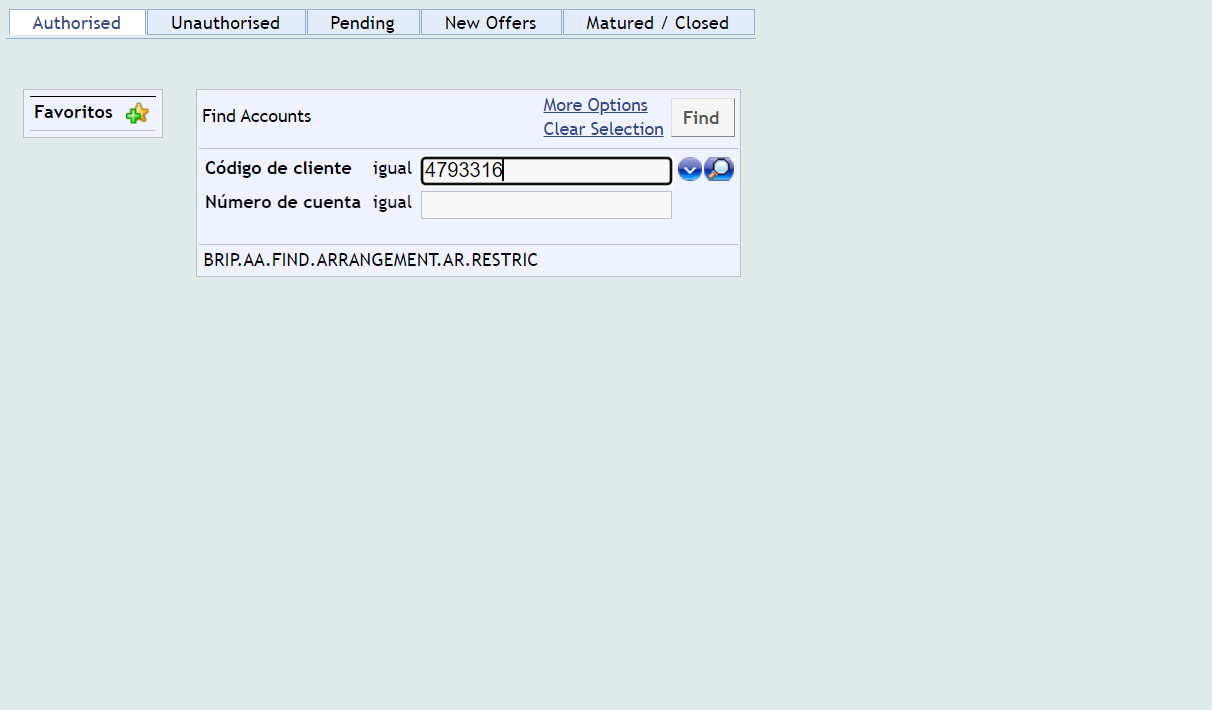 Authorised Unauthorised Pending New Offers Matured / Closed
Favoritos
Find Accounts
More Options
Clear Selection
Find
Código de cliente igual 4793316
Número de cuenta igual
BRIP.AA.FIND.ARRANGEMENT.AR.RESTRIC